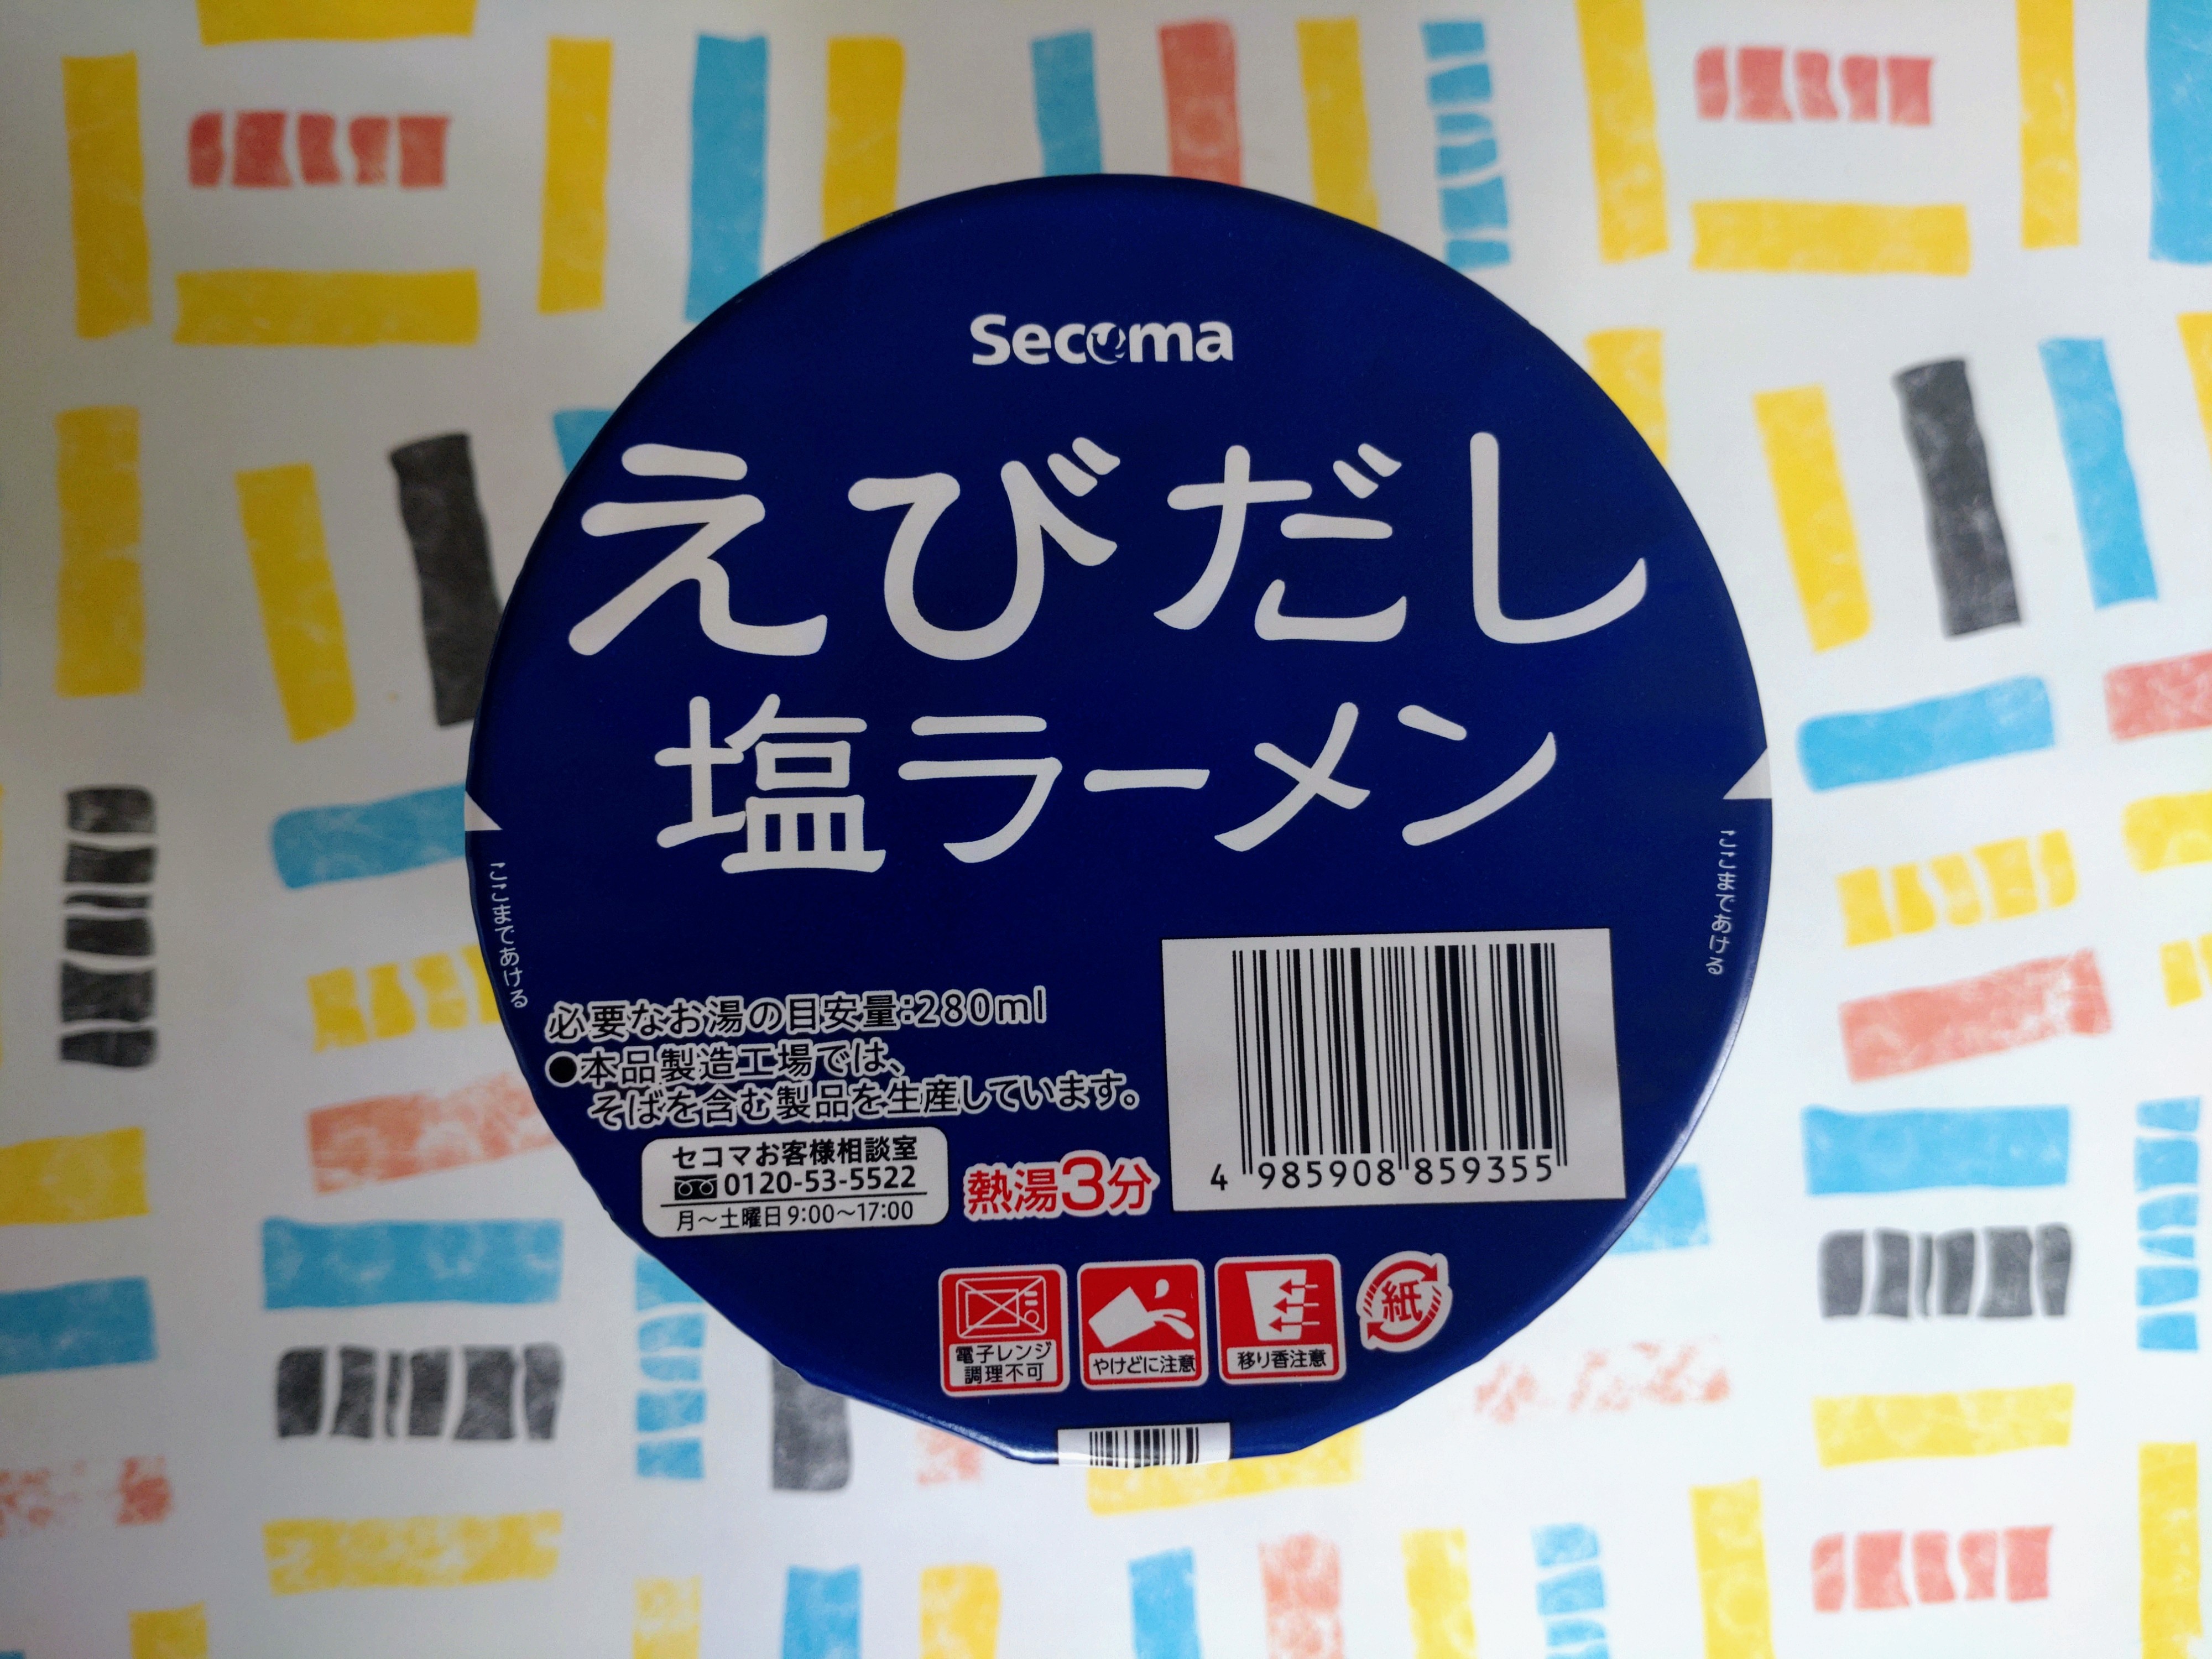 Secoma
えびだし
塩ラーメン
ここまであける
ここまであける
必要なお湯の目安量:280ml
●本品製造工場では、
そばを含む製品を生産しています。
セコマお客様相談室
0120-53-5522
月～土曜日9:00～17:00
熱湯3分
4 985908 859355
電子レンジ
調理不可
やけどに注意
移り香注意
紙